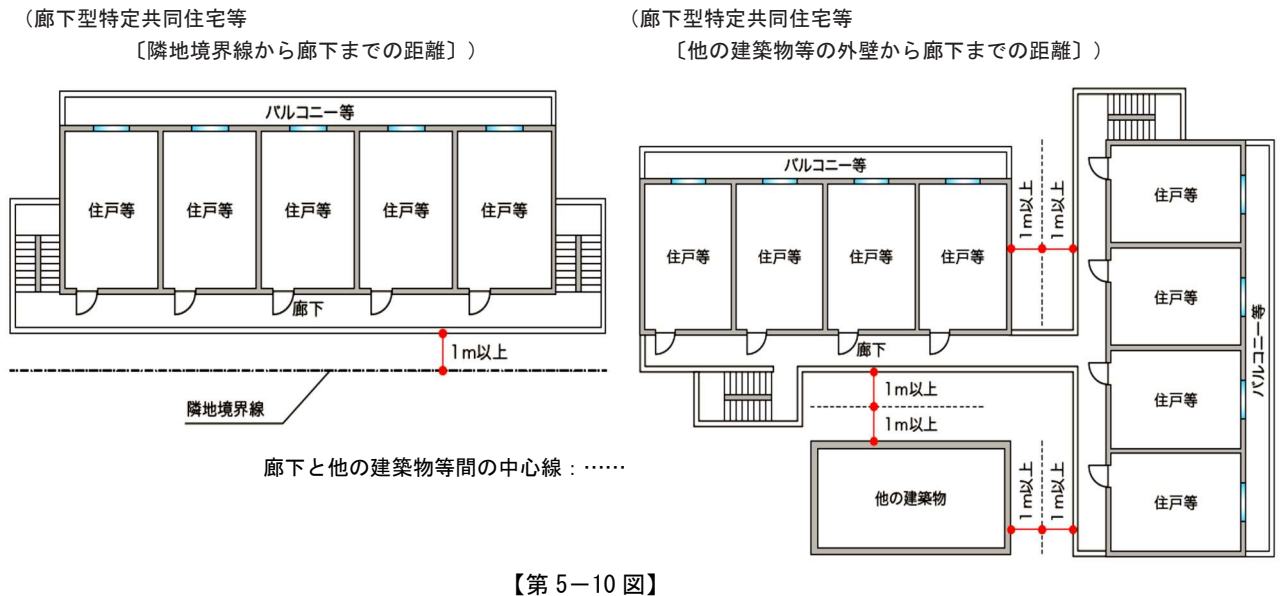 （廊下型特定共同住宅等
〔隣地境界線から廊下までの距離〕）
バルコニー等
住戸等
住戸等
住戸等
住戸等
住戸等
廊下
1m以上
隣地境界線
（廊下型特定共同住宅等
〔他の建築物等の外壁から廊下までの距離〕）
バルコニー等
住戸等
住戸等
住戸等
住戸等
廊下
1m以上
1m以上
1m以上
1m以上
住戸等
住戸等
住戸等
住戸等
バルコニー等
他の建築物
1m以上
1m以上
廊下と他の建築物等間の中心線：……
【第5－10図】